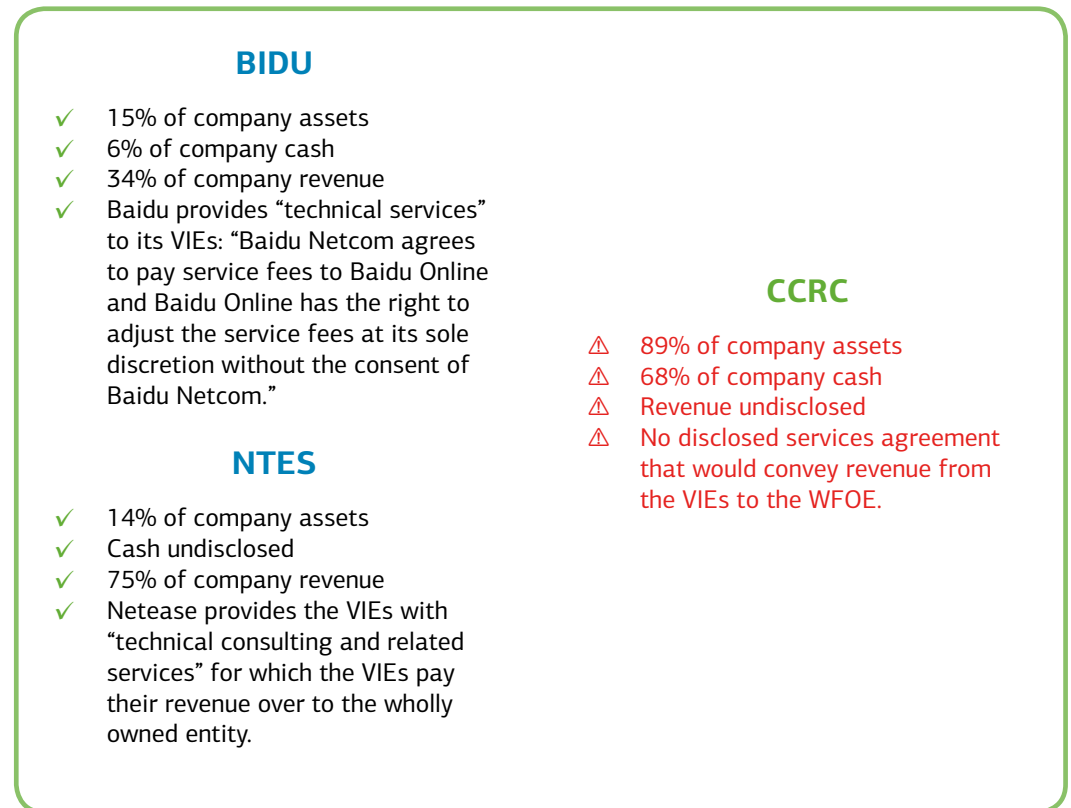 BIDU
✓ 15% of company assets
✓ 6% of company cash
✓ 34% of company revenue
✓ Baidu provides “technical services”
to its VIEs: “Baidu Netcom agrees
to pay service fees to Baidu Online
and Baidu Online has the right to
adjust the service fees at its sole
discretion without the consent of
Baidu Netcom.”
NTES
✓ 14% of company assets
✓ Cash undisclosed
✓ 75% of company revenue
✓ Netease provides the VIEs with
“technical consulting and related
services” for which the VIEs pay
their revenue over to the wholly
owned entity.
CCRC
⚠ 89% of company assets
⚠ 68% of company cash
⚠ Revenue undisclosed
⚠ No disclosed services agreement
that would convey revenue from
the VIEs to the WFOE.